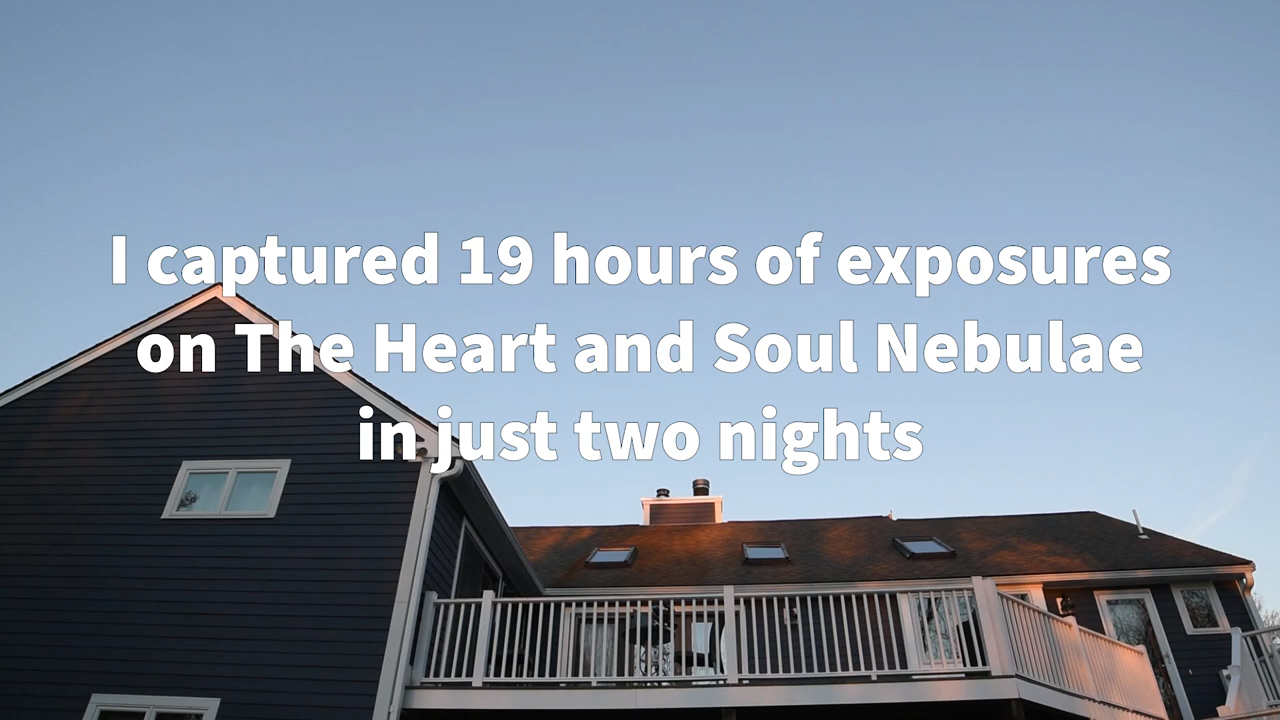 I captured 19 hours of exposures
on The Heart and Soul Nebulae
in just two nights